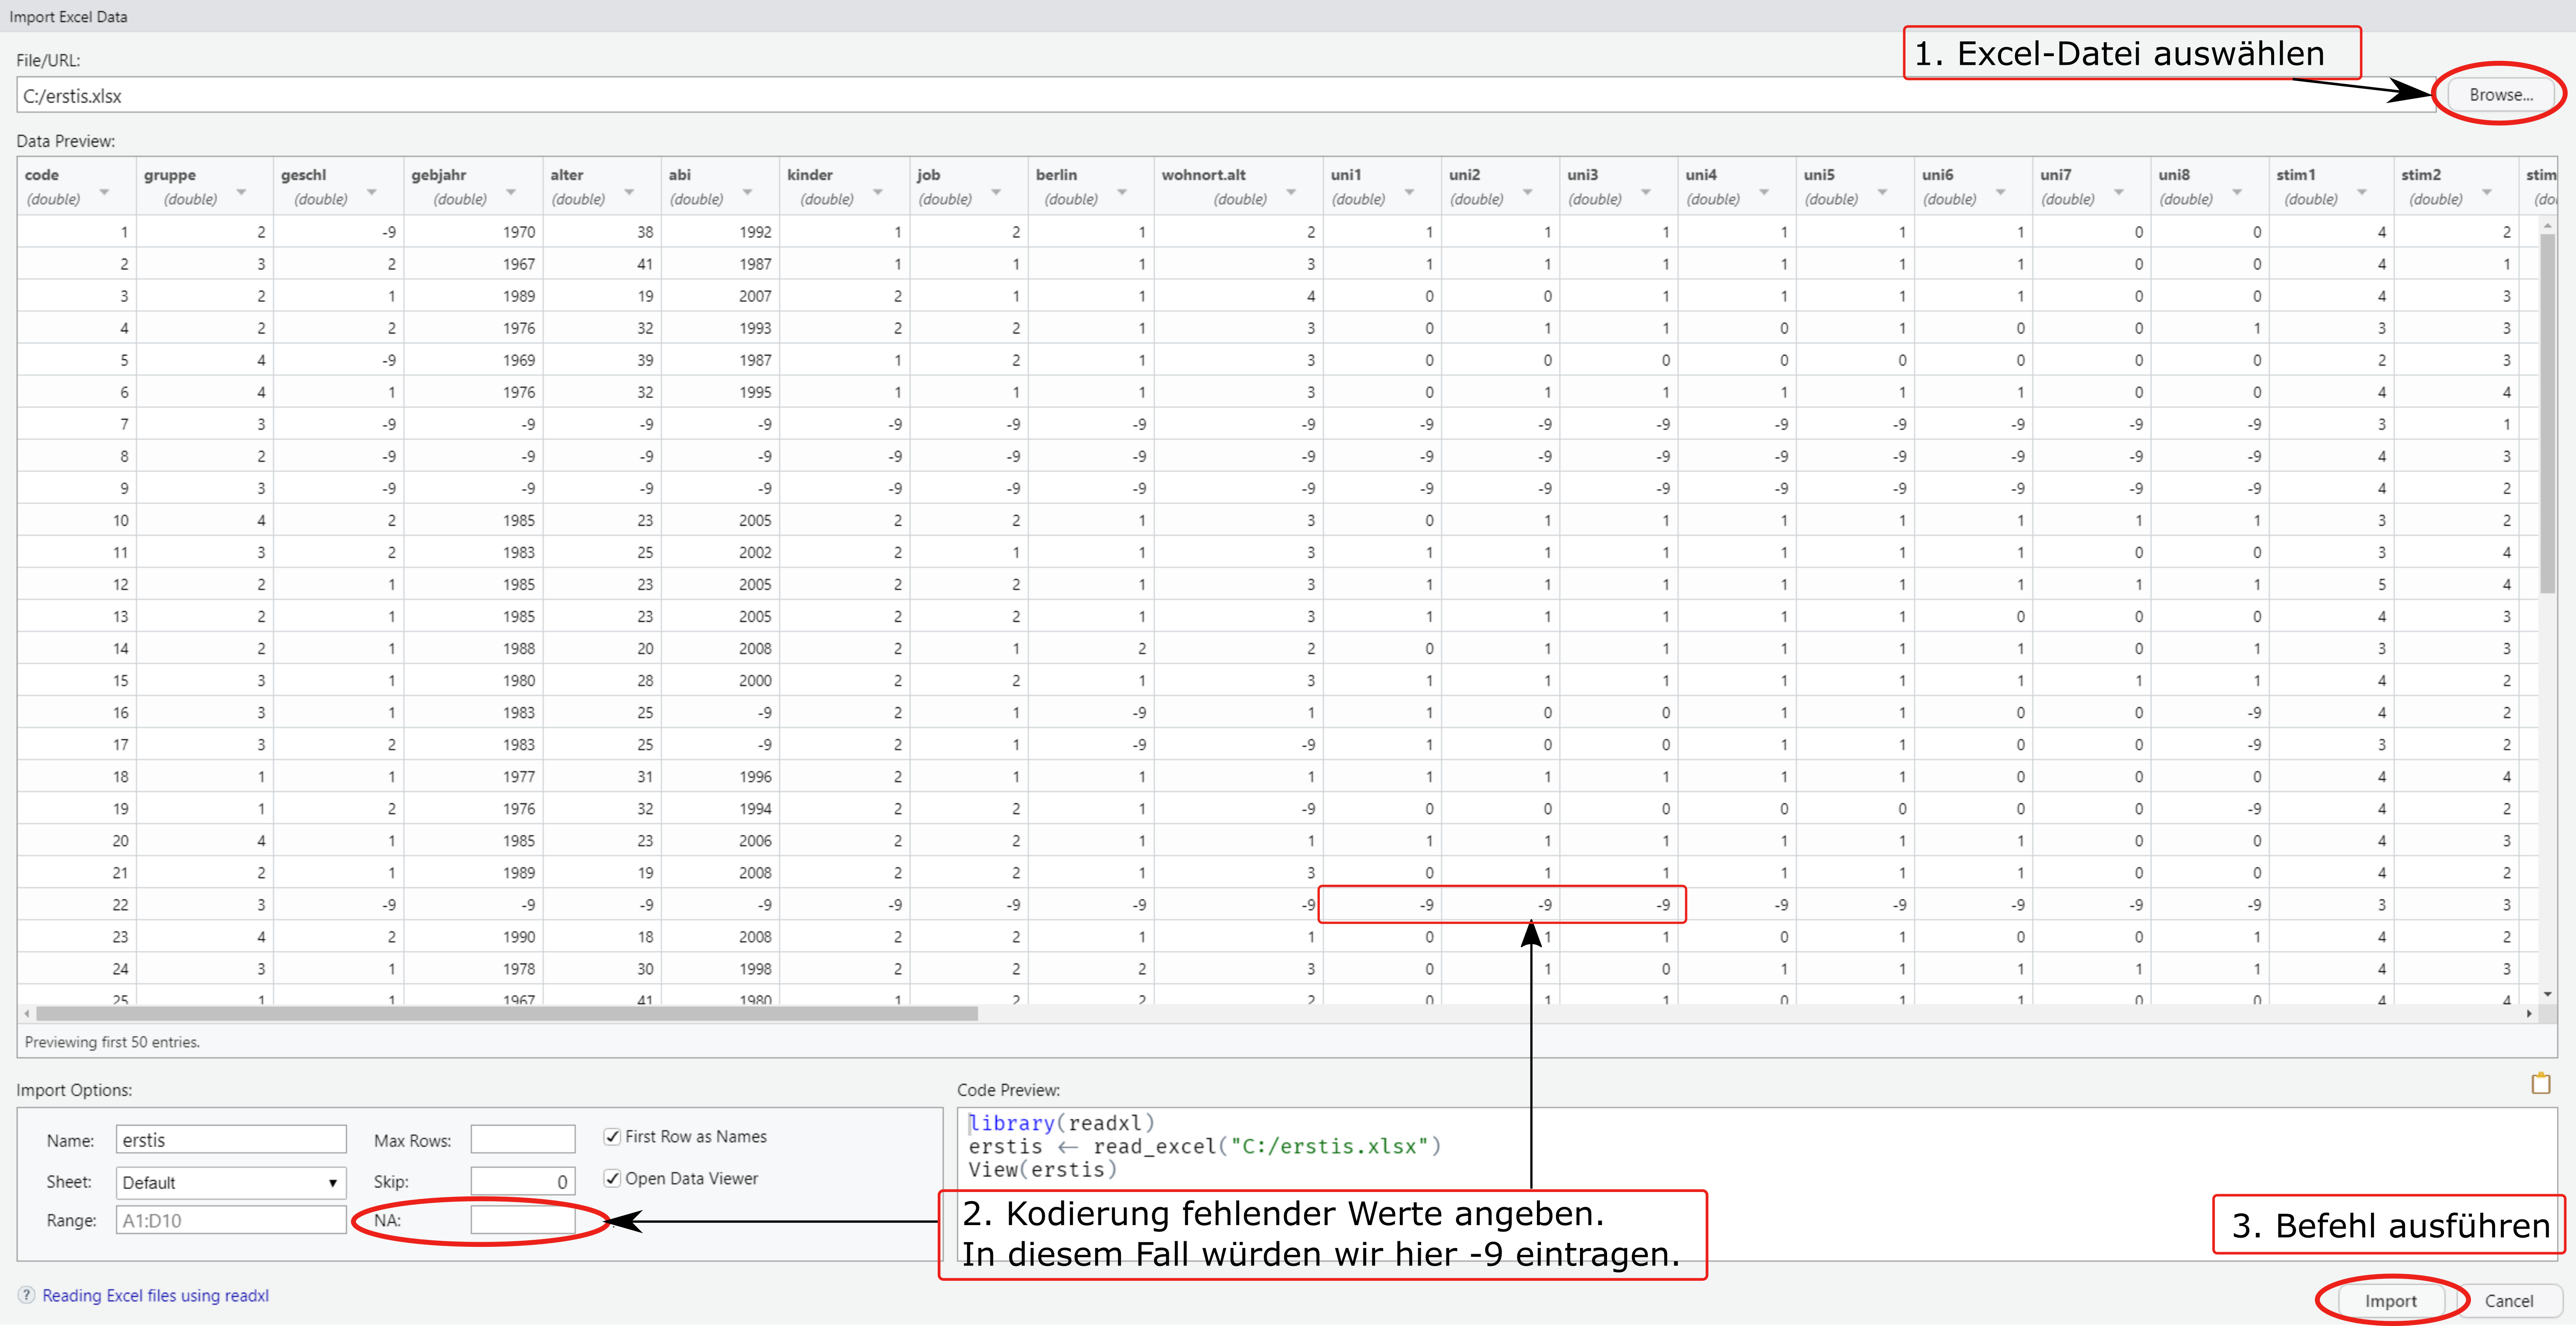 Import Excel Data
1. Excel-Datei auswählen
File/URL:
C:/erstis.xlsx
Browse...
Data Preview:
code gruppe geschl gebjahr alter abi kinder job berlin wohnort.alt uni1 uni2 uni3 uni4 uni5 uni6 uni7 uni8 stim1 stim2 stim
(double) (double) (double) (double) (double) (double) (double) (double) (double) (double) (double) (double) (double) (double) (double) (double) (double) (double) (double) (double) (do
1 2 -9 1970 38 1992 1 2 1 2 1 1 1 1 1 1 0 0 4 2
2 3 2 1967 41 1987 1 1 1 3 1 1 1 1 1 1 0 0 4 1
3 2 1 1989 19 2007 2 1 1 4 0 0 1 1 1 1 0 0 4 3
4 2 2 1976 32 1993 2 2 1 3 0 1 1 0 1 0 0 1 3 3
5 4 -9 1969 39 1987 1 2 1 3 0 0 0 0 0 0 0 0 2 3
6 4 1 1976 32 1995 1 1 1 3 0 1 1 1 1 1 0 0 4 4
7 3 -9 -9 -9 -9 -9 -9 -9 -9 -9 -9 -9 -9 -9 -9 -9 -9 3 1
8 2 -9 -9 -9 -9 -9 -9 -9 -9 -9 -9 -9 -9 -9 -9 -9 -9 4 3
9 3 -9 -9 -9 -9 -9 -9 -9 -9 -9 -9 -9 -9 -9 -9 -9 -9 4 2
10 4 2 1985 23 2005 2 2 1 3 0 1 1 1 1 1 1 1 3 2
11 3 2 1983 25 2002 2 1 1 3 1 1 1 1 1 1 0 0 3 4
12 2 1 1985 23 2005 2 2 1 3 1 1 1 1 1 1 1 1 5 4
13 2 1 1985 23 2005 2 2 1 3 1 1 1 1 1 0 0 0 4 3
14 2 1 1988 20 2008 2 1 2 2 0 1 1 1 1 1 0 1 3 3
15 3 1 1980 28 2000 2 2 1 3 1 1 1 1 1 1 1 1 4 2
16 3 1 1983 25 -9 2 1 -9 1 1 0 0 1 1 0 0 -9 4 2
17 3 2 1983 25 -9 2 1 -9 -9 1 0 0 1 1 0 0 -9 3 2
18 1 1 1977 31 1996 2 1 1 1 1 1 1 1 1 0 0 0 4 4
19 1 2 1976 32 1994 2 2 1 -9 0 0 0 0 0 0 0 -9 4 2
20 4 1 1985 23 2006 2 2 1 1 1 1 1 1 1 1 0 0 4 3
21 2 1 1989 19 2008 2 2 1 3 0 1 1 1 1 1 0 0 4 2
22 3 -9 -9 -9 -9 -9 -9 -9 -9 -9 -9 -9 -9 -9 -9 -9 -9 3 3
23 4 2 1990 18 2008 2 2 1 1 0 1 1 0 1 0 0 1 4 2
24 3 1 1978 30 1998 2 2 2 3 0 1 0 1 1 1 1 1 4 3
25 1 1 1967 41 1980 1 2 2 2 0 1 1 0 1 1 0 0 4 4
Previewing first 50 entries.
Import Options:
Name: erstis Max Rows: First Row as Names
Sheet: Default Skip: 0 Open Data Viewer
Range: A1:D10 NA:
Code Preview:
library(readxl)
erstis <- read_excel("C:/erstis.xlsx")
View(erstis)
2. Kodierung fehlender Werte angeben.
In diesem Fall würden wir hier -9 eintragen.
3. Befehl ausführen
? Reading Excel files using readxl
Import Cancel